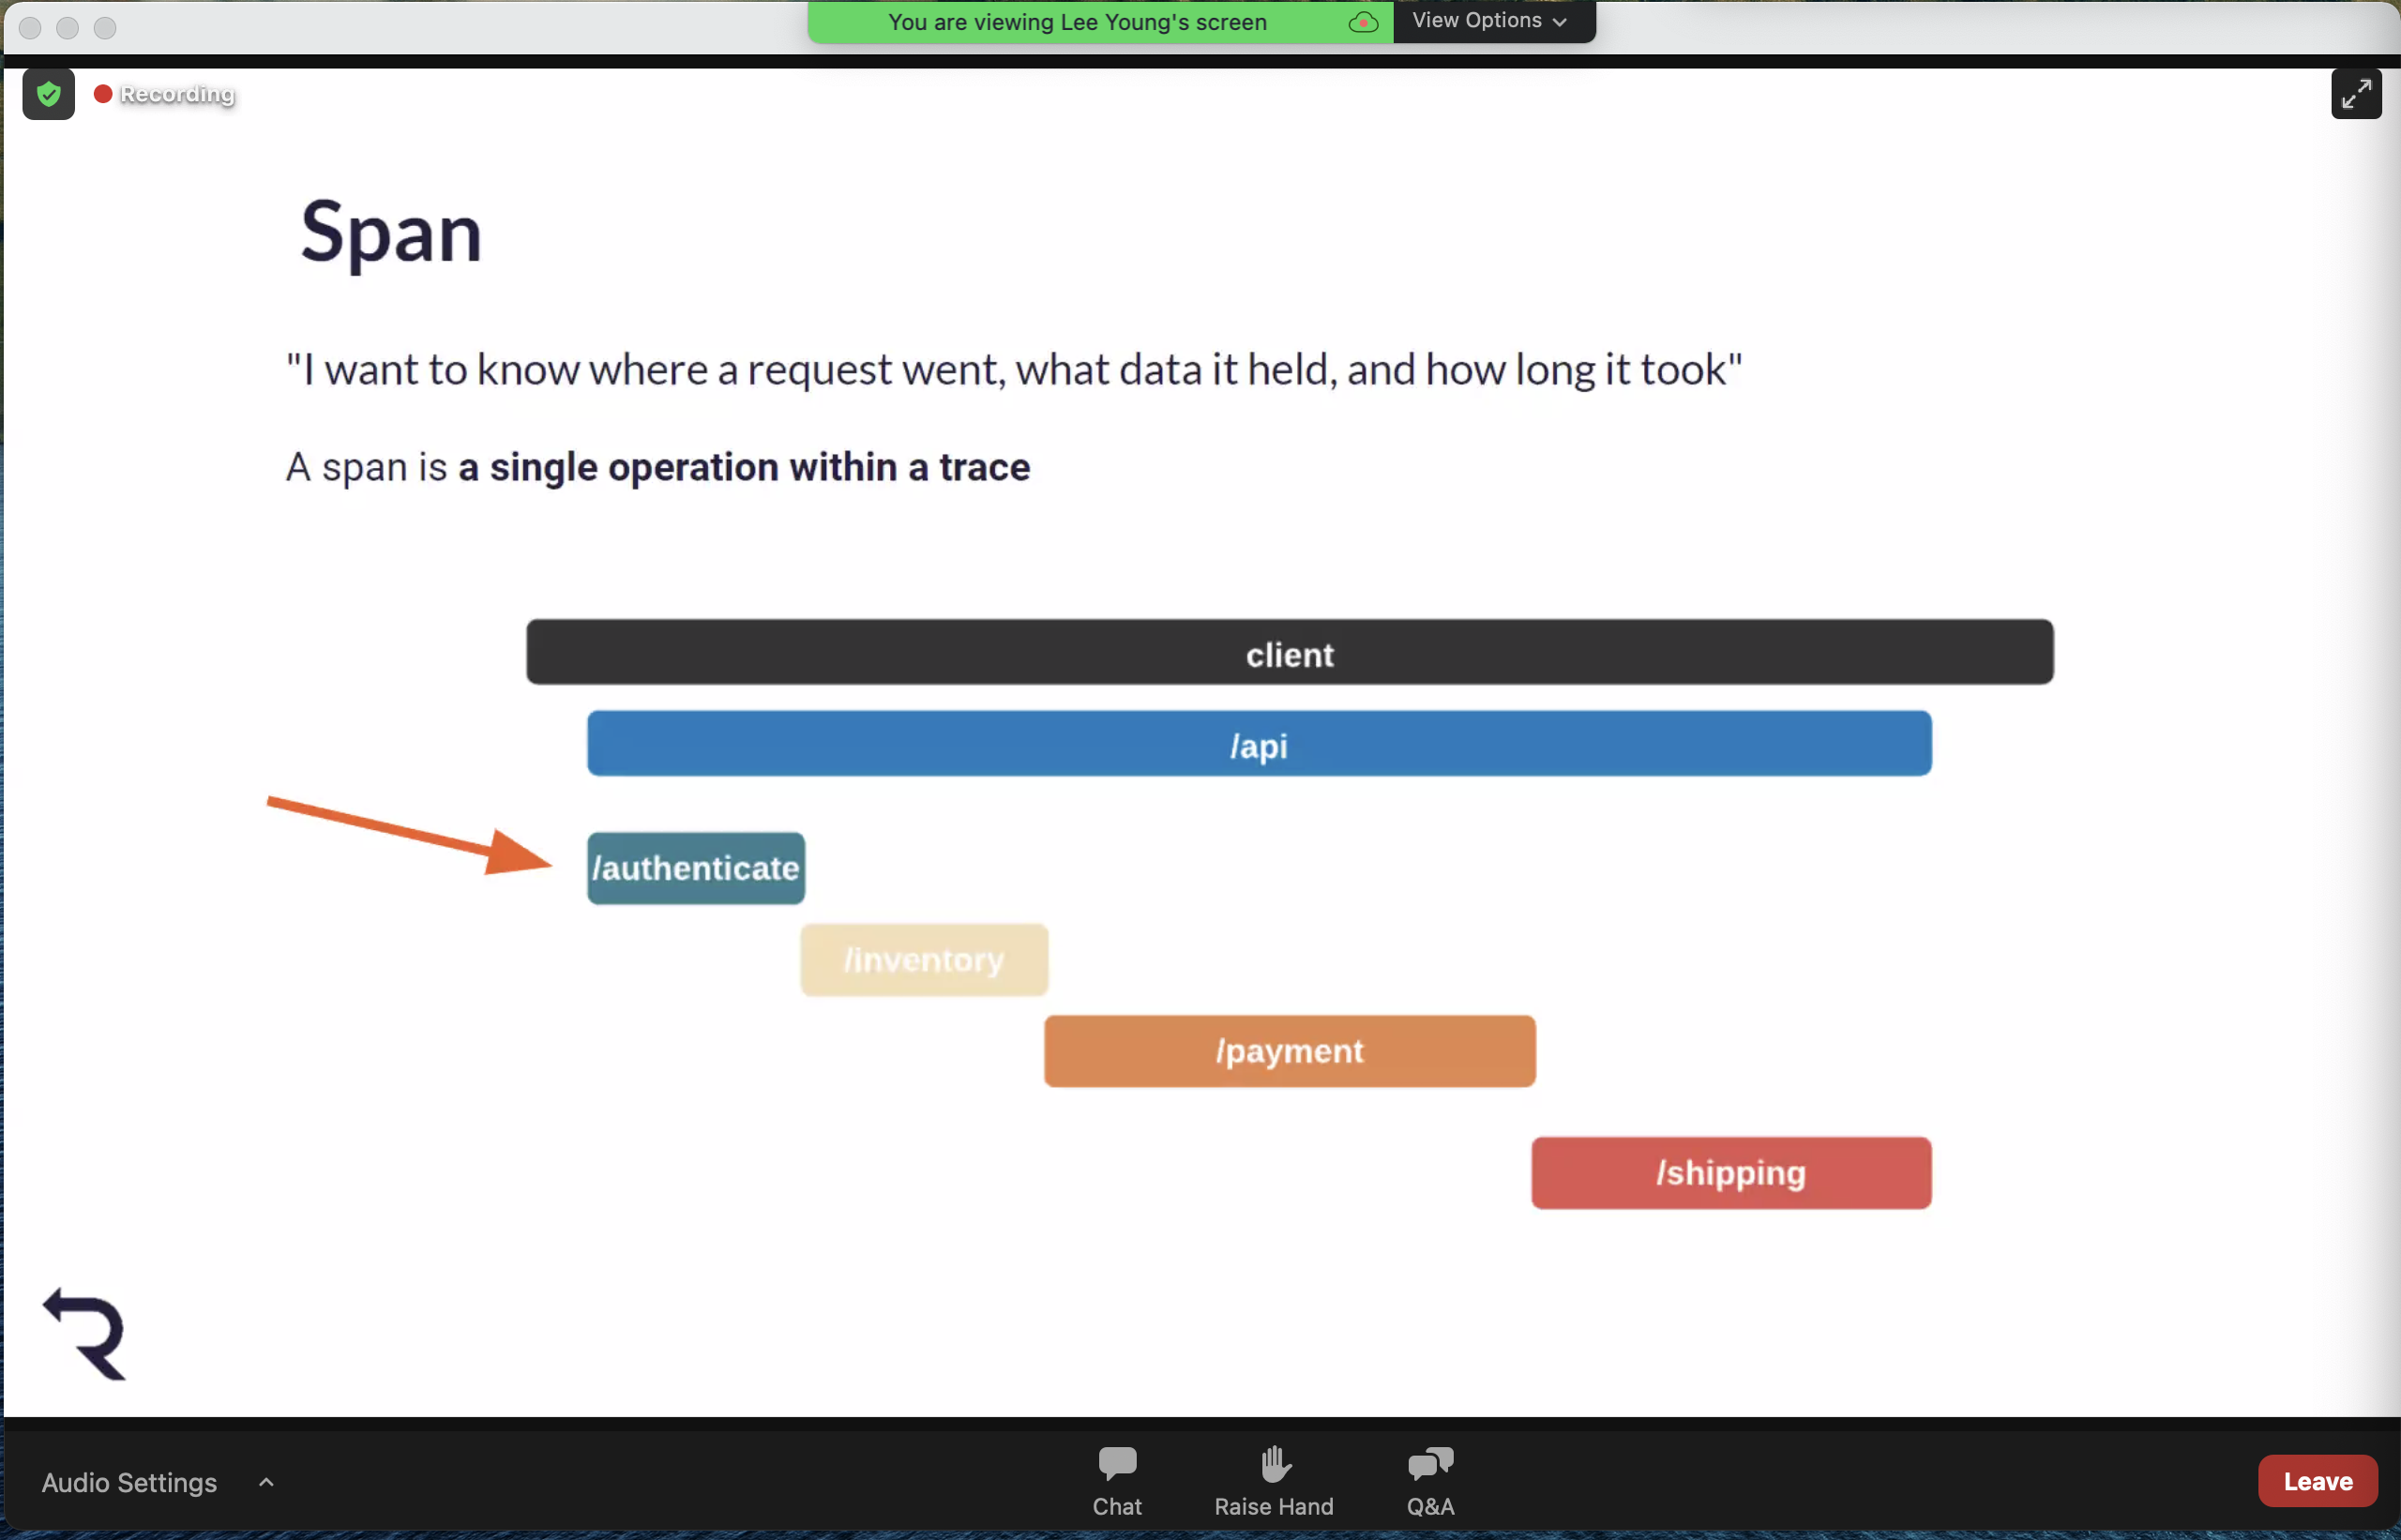 You are viewing Lee Young's screen
View Options
Recording
Span
"I want to know where a request went, what data it held, and how long it took"
A span is a single operation within a trace
client
/api
/authenticate
/inventory
/payment
/shipping
Audio Settings
Chat
Raise Hand
Q&A
Leave